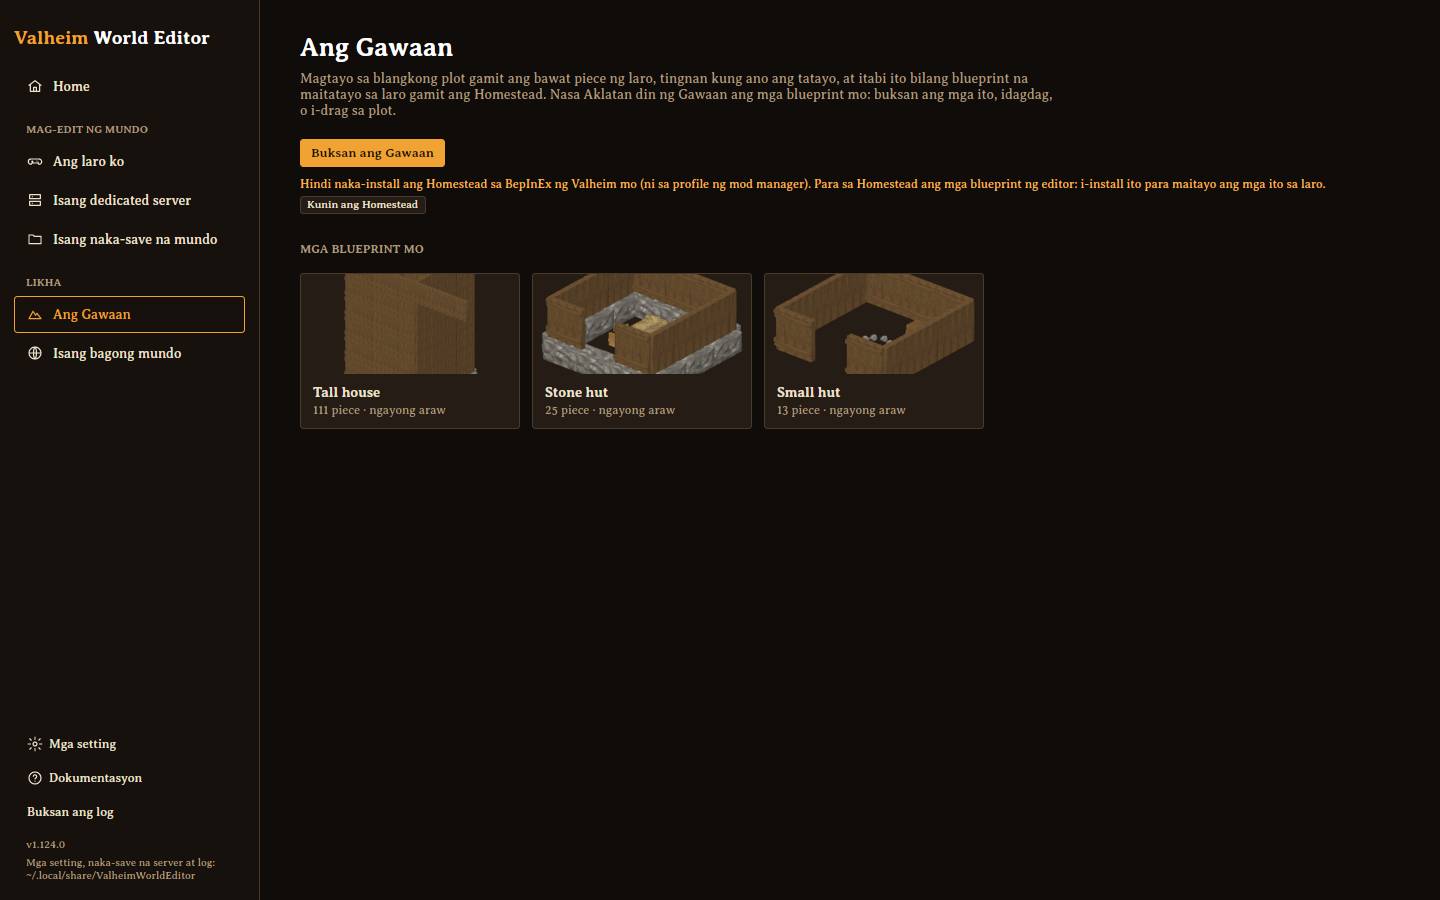 Valheim World Editor
Home
MAG-EDIT NG MUNDO
Ang laro ko
Isang dedicated server
Isang naka-save na mundo
LIKHA
Ang Gawaan
Isang bagong mundo
Mga setting
Dokumentasyon
Buksan ang log
v1.124.0
Mga setting, naka-save na server at log:
~/.local/share/ValheimWorldEditor
Ang Gawaan
Magtayo sa blangkong plot gamit ang bawat piece ng laro, tingnan kung ano ang tatayo, at itabi ito bilang blueprint na
maitatayo sa laro gamit ang Homestead. Nasa Aklatan din ng Gawaan ang mga blueprint mo: buksan ang mga ito, idagdag,
o i-drag sa plot.
Buksan ang Gawaan
Hindi naka-install ang Homestead sa BepInEx ng Valheim mo (ni sa profile ng mod manager). Para sa Homestead ang mga blueprint ng editor: i-install ito para maitayo ang mga ito sa laro.
Kunin ang Homestead
MGA BLUEPRINT MO
Tall house
111 piece · ngayong araw
Stone hut
25 piece · ngayong araw
Small hut
13 piece · ngayong araw